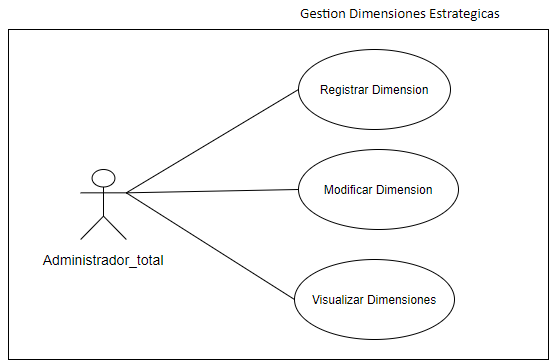 Gestion Dimensiones Estrategicas
Registrar Dimension
Modificar Dimension
Administrador_total
Visualizar Dimensiones